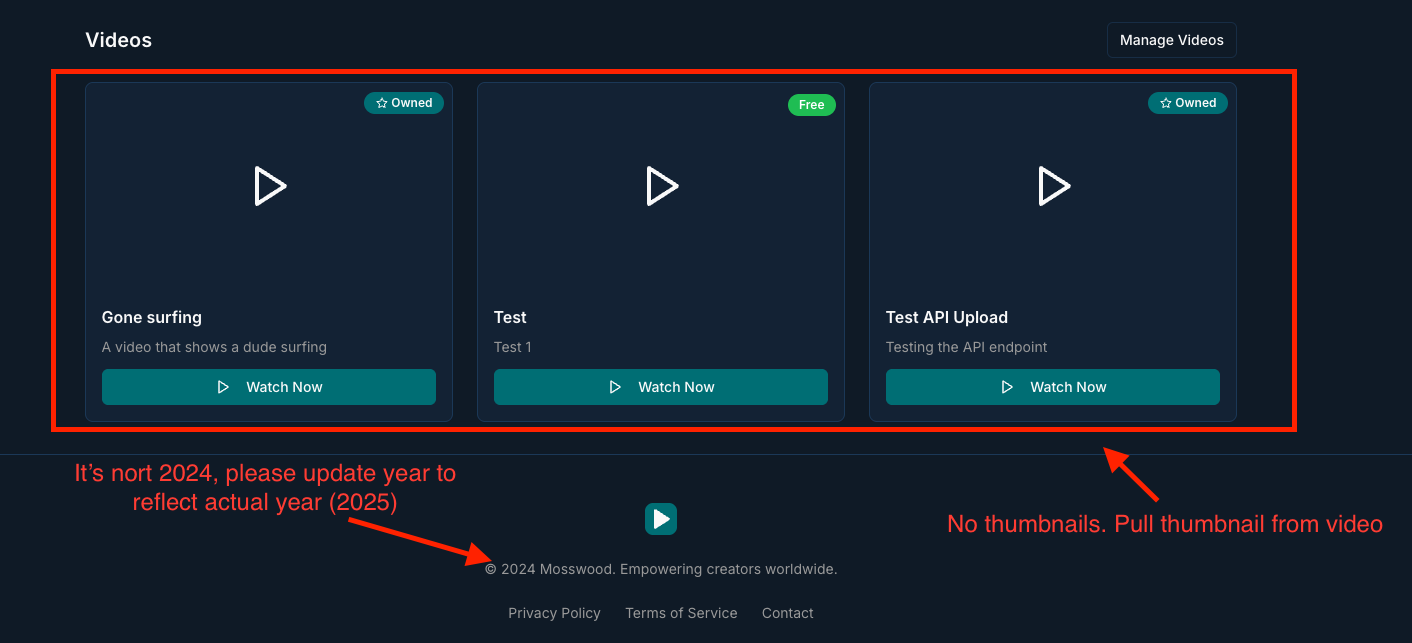 Videos
Manage Videos
Owned
Free
Owned
Gone surfing
Test
Test API Upload
A video that shows a dude surfing
Test 1
Testing the API endpoint
Watch Now
Watch Now
Watch Now
It's nort 2024, please update year to
reflect actual year (2025)
No thumbnails. Pull thumbnail from video
© 2024 Mosswood. Empowering creators worldwide.
Privacy Policy
Terms of Service
Contact